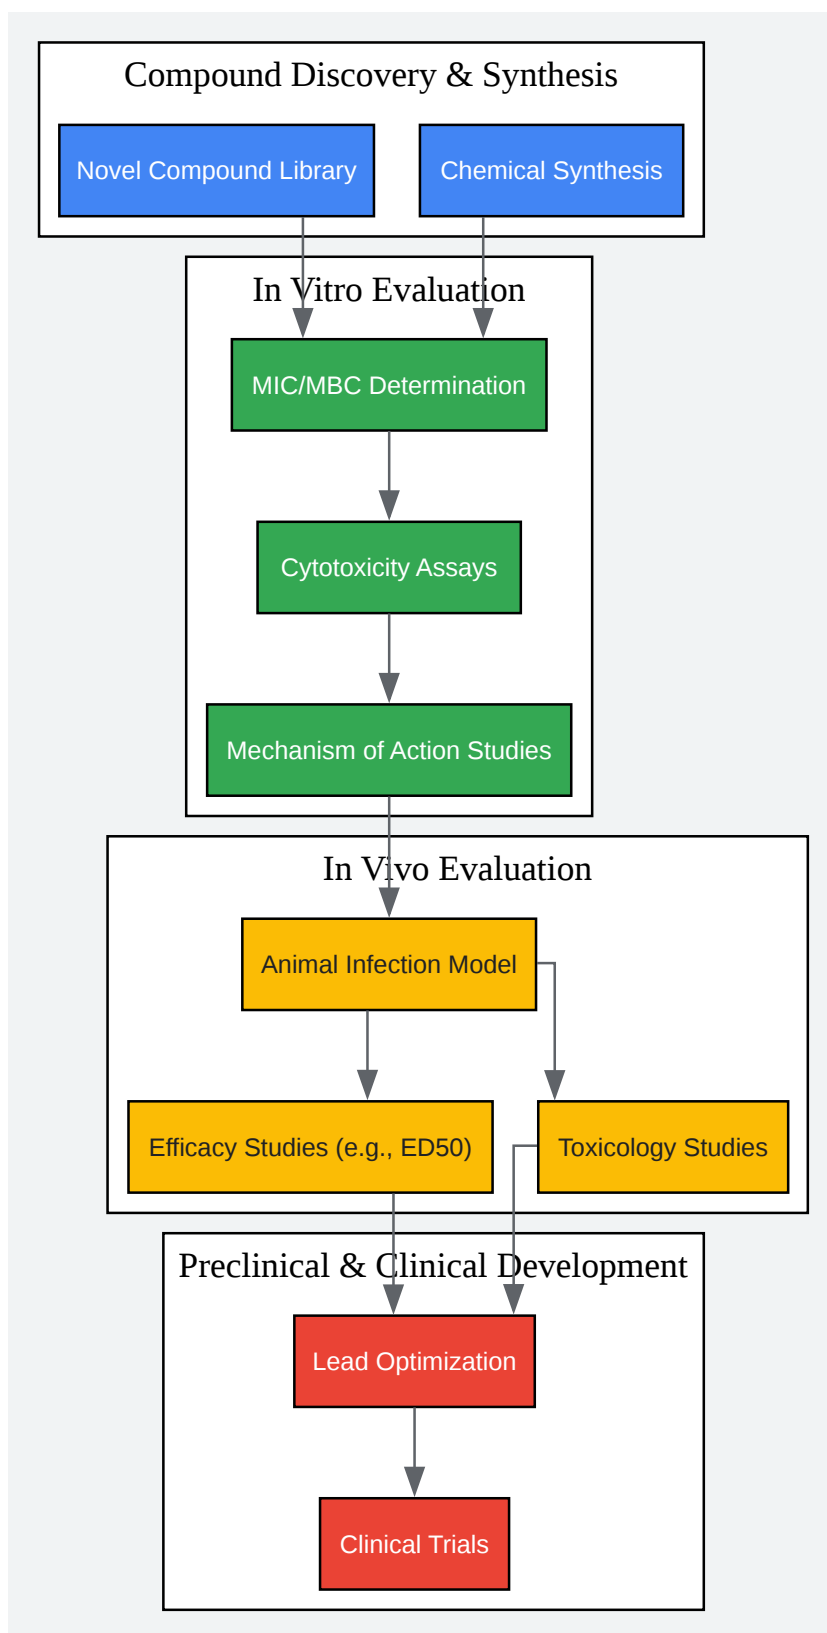 Compound Discovery & Synthesis
Novel Compound Library
Chemical Synthesis
In Vitro Evaluation
MIC/MBC Determination
Cytotoxicity Assays
Mechanism of Action Studies
In Vivo Evaluation
Animal Infection Model
Efficacy Studies (e.g., ED50)
Toxicology Studies
Preclinical & Clinical Development
Lead Optimization
Clinical Trials